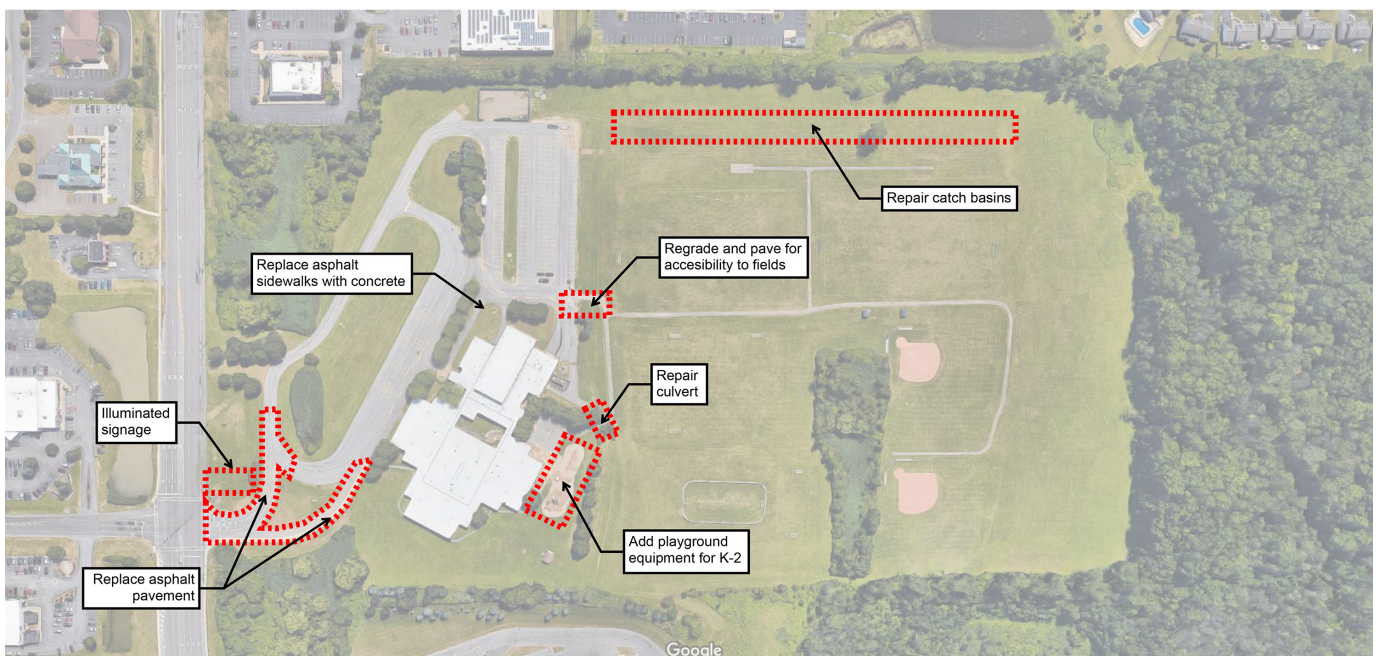 Repair catch basins
Regrade and pave for
accesibility to fields
Replace asphalt
sidewalks with concrete
Repair
culvert
Illuminated
signage
Add playground
equipment for K-2
Replace asphalt
pavement
Google